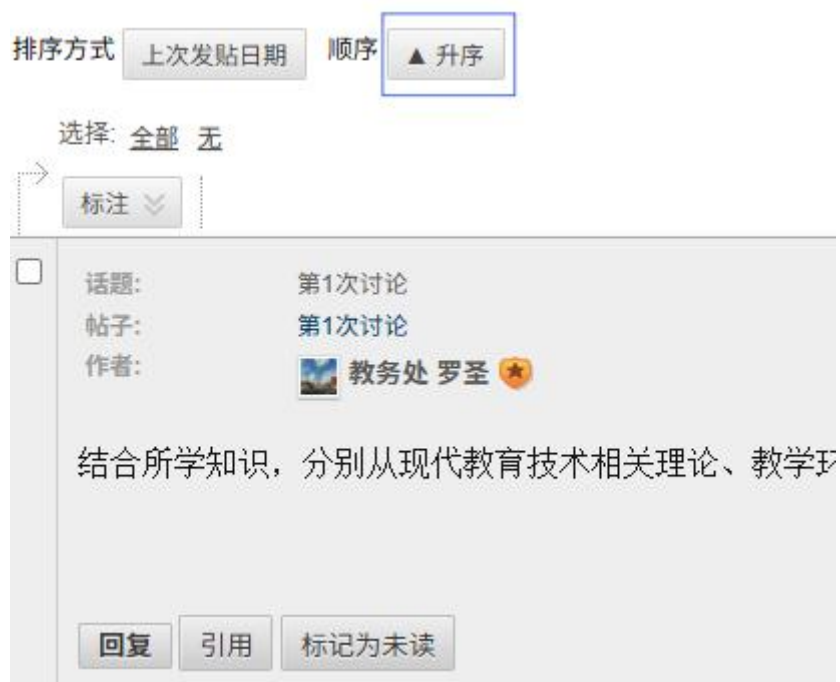 排序方式 上次发贴日期 顺序 ▲ 升序
选择: 全部 无
标注
话题: 第1次讨论
帖子: 第1次讨论
作者: 教务处 罗圣
结合所学知识，分别从现代教育技术相关理论、教学环
回复 引用 标记为未读